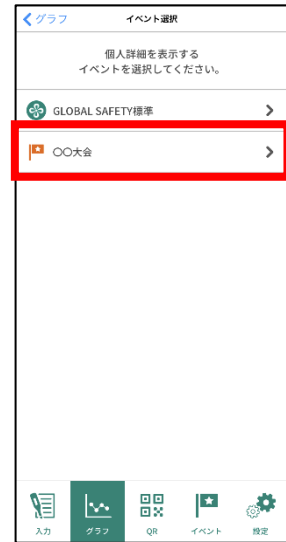 グラフ イベント選択
個人詳細を表示する
イベントを選択してください。
GLOBAL SAFETY標準
〇〇大会
入力 グラフ QR イベント 設定